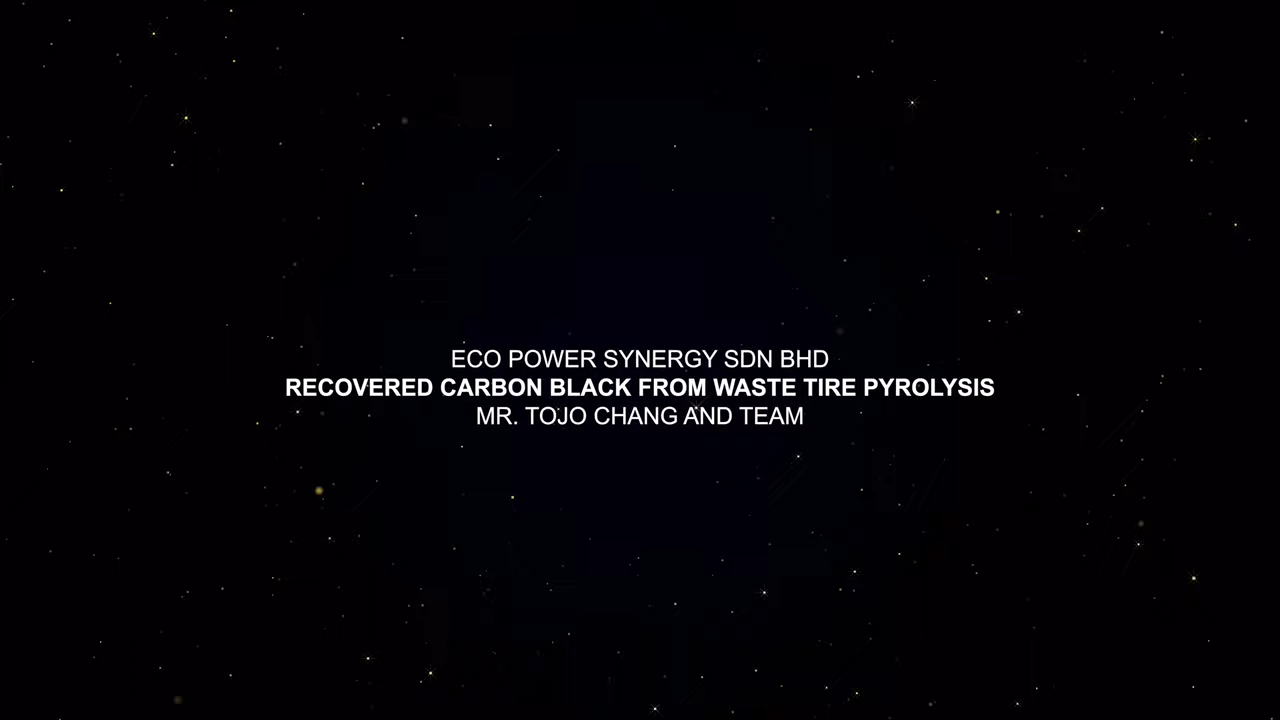 ECO POWER SYNERGY SDN BHD
RECOVERED CARBON BLACK FROM WASTE TIRE PYROLYSIS
MR. TOJO CHANG AND TEAM